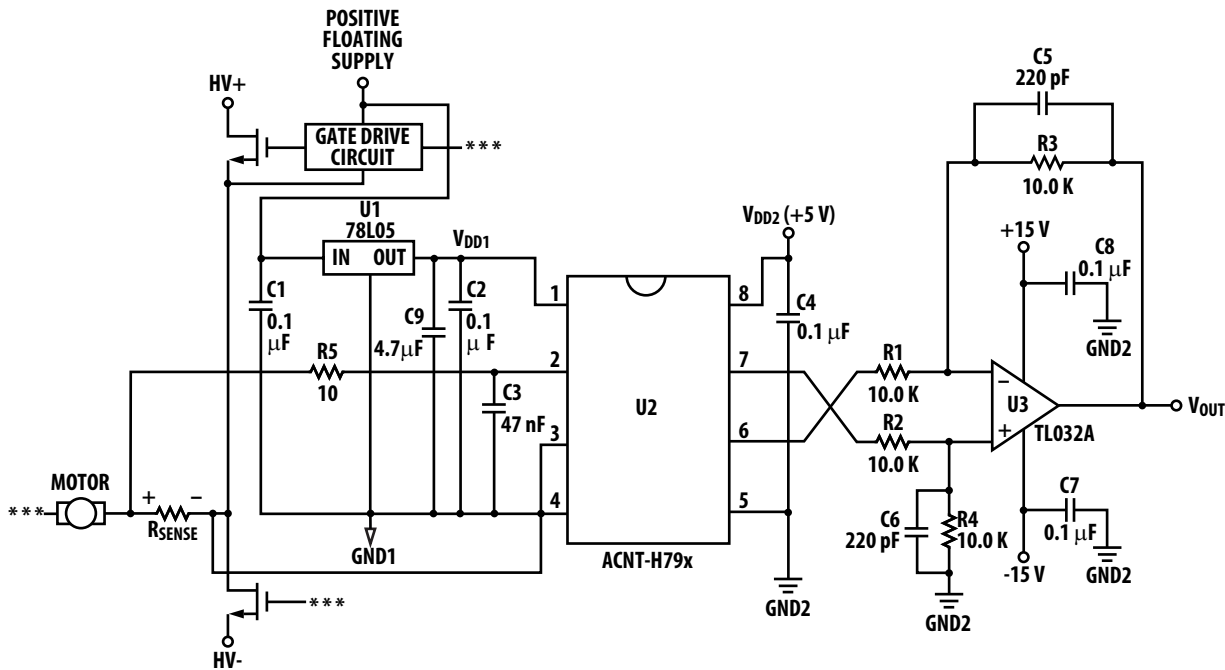 POSITIVE
FLOATING
SUPPLY
HV+
GATE DRIVE
CIRCUIT
***
U1
78L05
IN OUT
VDD1
C1
0.1
μF
C9
4.7μF
C2
0.1
μ F
R5
10
C3
47 nF
MOTOR
***
+ −
RSENSE
GND1
***
HV-
1
2
3
4
8
7
6
5
U2
ACNT-H79x
VDD2 (+5 V)
C4
0.1 μF
GND2
R1
10.0 K
R2
10.0 K
C5
220 pF
R3
10.0 K
+15 V
C8
0.1 μF
GND2
−
U3
+
TL032A
VOUT
C6
220 pF
R4
10.0 K
GND2
C7
0.1 μF
GND2
-15 V